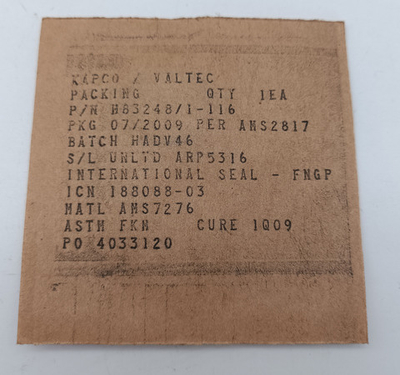 KAPCO / VALTEC
PACKING QTY 1EA
P/N M83248/1-116
PKG 07/2009 PER AMS2817
BATCH HADV46
S/L UNLTD ARP5316
INTERNATIONAL SEAL - FNGP
ICN 188088-03
MATL AMS7276
ASTM FKM CURE 1Q09
PO 4033120